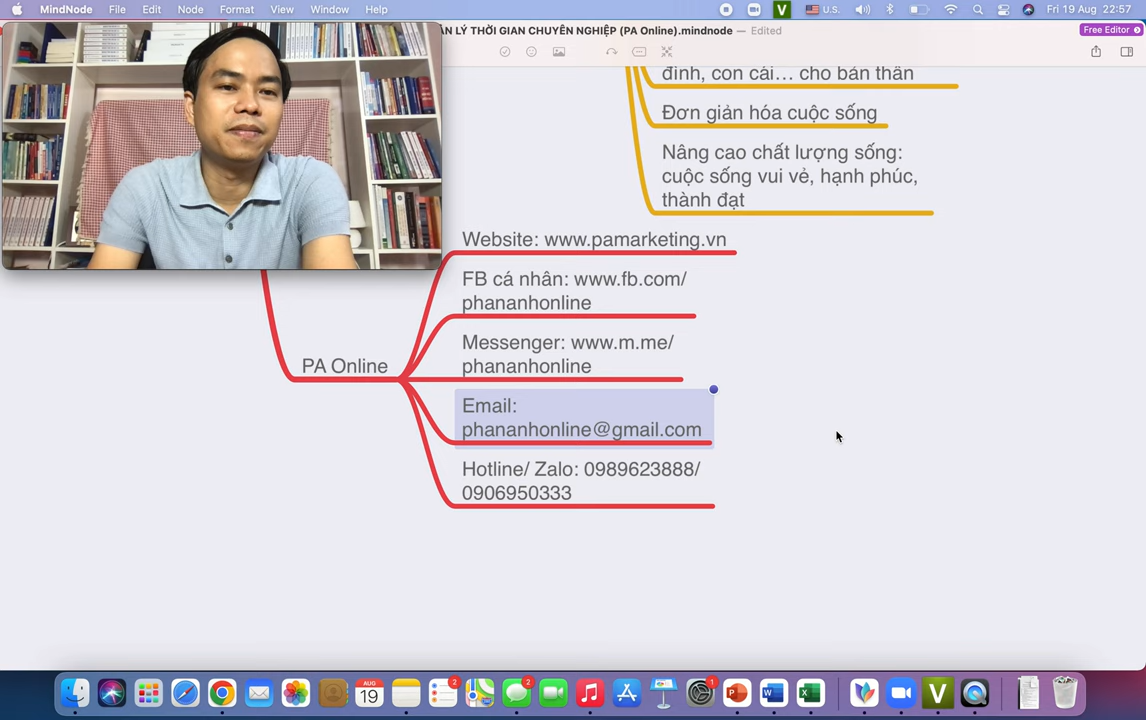 MindNode File Edit Node Format View Window Help U.S. Fri 19 Aug 22:57
ẢN LÝ THỜI GIAN CHUYÊN NGHIỆP (PA Online).mindnode — Edited
Free Editor
đình, con cái... cho bản thân
Đơn giản hóa cuộc sống
Nâng cao chất lượng sống:
cuộc sống vui vẻ, hạnh phúc,
thành đạt
Website: www.pamarketing.vn
FB cá nhân: www.fb.com/
phananhonline
Messenger: www.m.me/
phananhonline
PA Online
Email:
phananhonline@gmail.com
Hotline/ Zalo: 0989623888/
0906950333
AUG
19
2
2
1